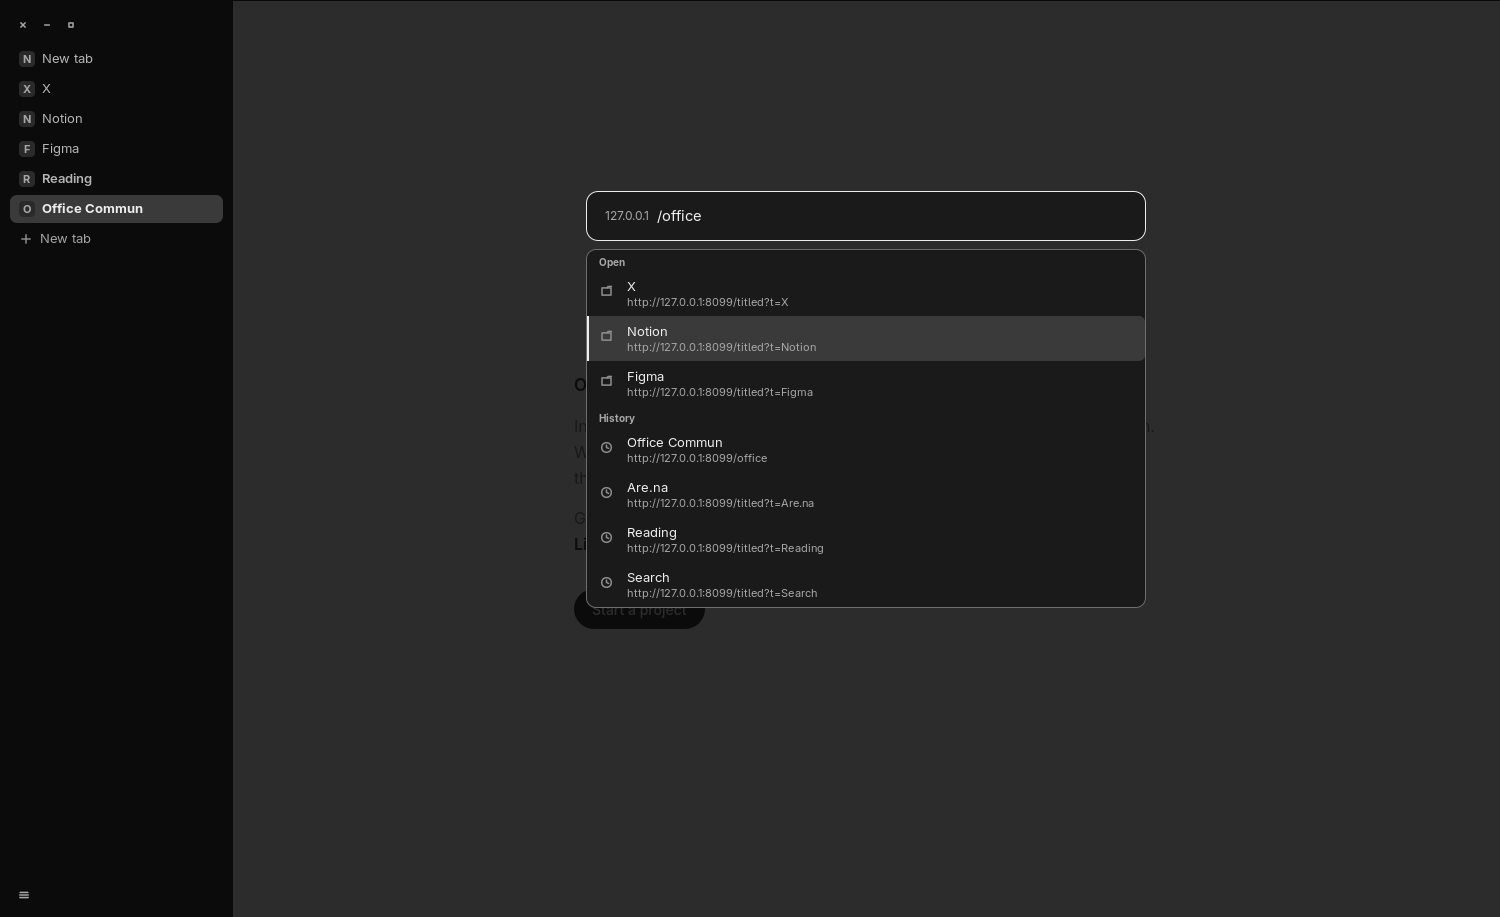 N New tab
X X
N Notion
F Figma
R Reading
O Office Commun
New tab
127.0.0.1 /office
Open
X
http://127.0.0.1:8099/titled?t=X
Notion
http://127.0.0.1:8099/titled?t=Notion
Figma
http://127.0.0.1:8099/titled?t=Figma
History
Office Commun
http://127.0.0.1:8099/office
Are.na
http://127.0.0.1:8099/titled?t=Are.na
Reading
http://127.0.0.1:8099/titled?t=Reading
Search
http://127.0.0.1:8099/titled?t=Search
Start a project